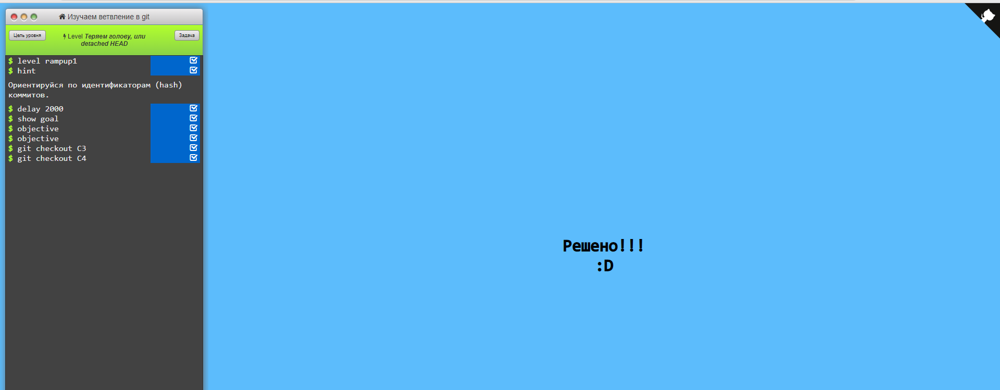 Изучаем ветвление в git
Цель уровня
Level Теряем голову, или
detached HEAD
Задача
$ level rampup1
$ hint
Ориентируйся по идентификаторам (hash)
коммитов.
$ delay 2000
$ show goal
$ objective
$ objective
$ git checkout C3
$ git checkout C4
Решено!!!
:D